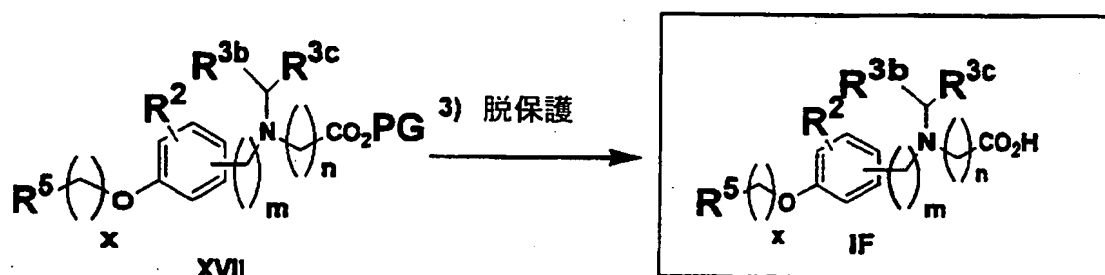 R3b R3c
R2
N ( )n CO2PG
( )m
R5 ( )x O
XVII
3) 脱保護
R3b R3c
R2
N ( )n CO2H
( )m
R5 ( )x O
IF